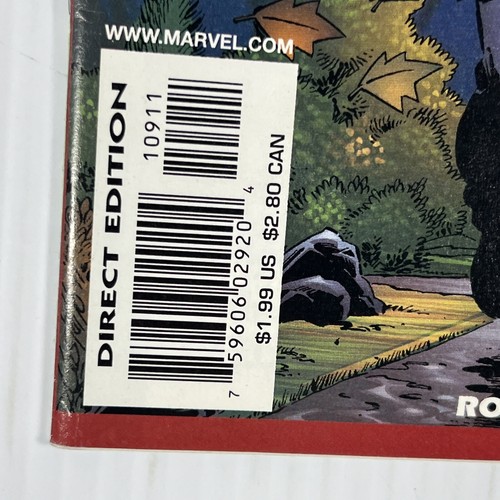 WWW.MARVEL.COM
DIRECT EDITION
10911
7 59606 02920 4
$1.99 US $2.80 CAN
RO